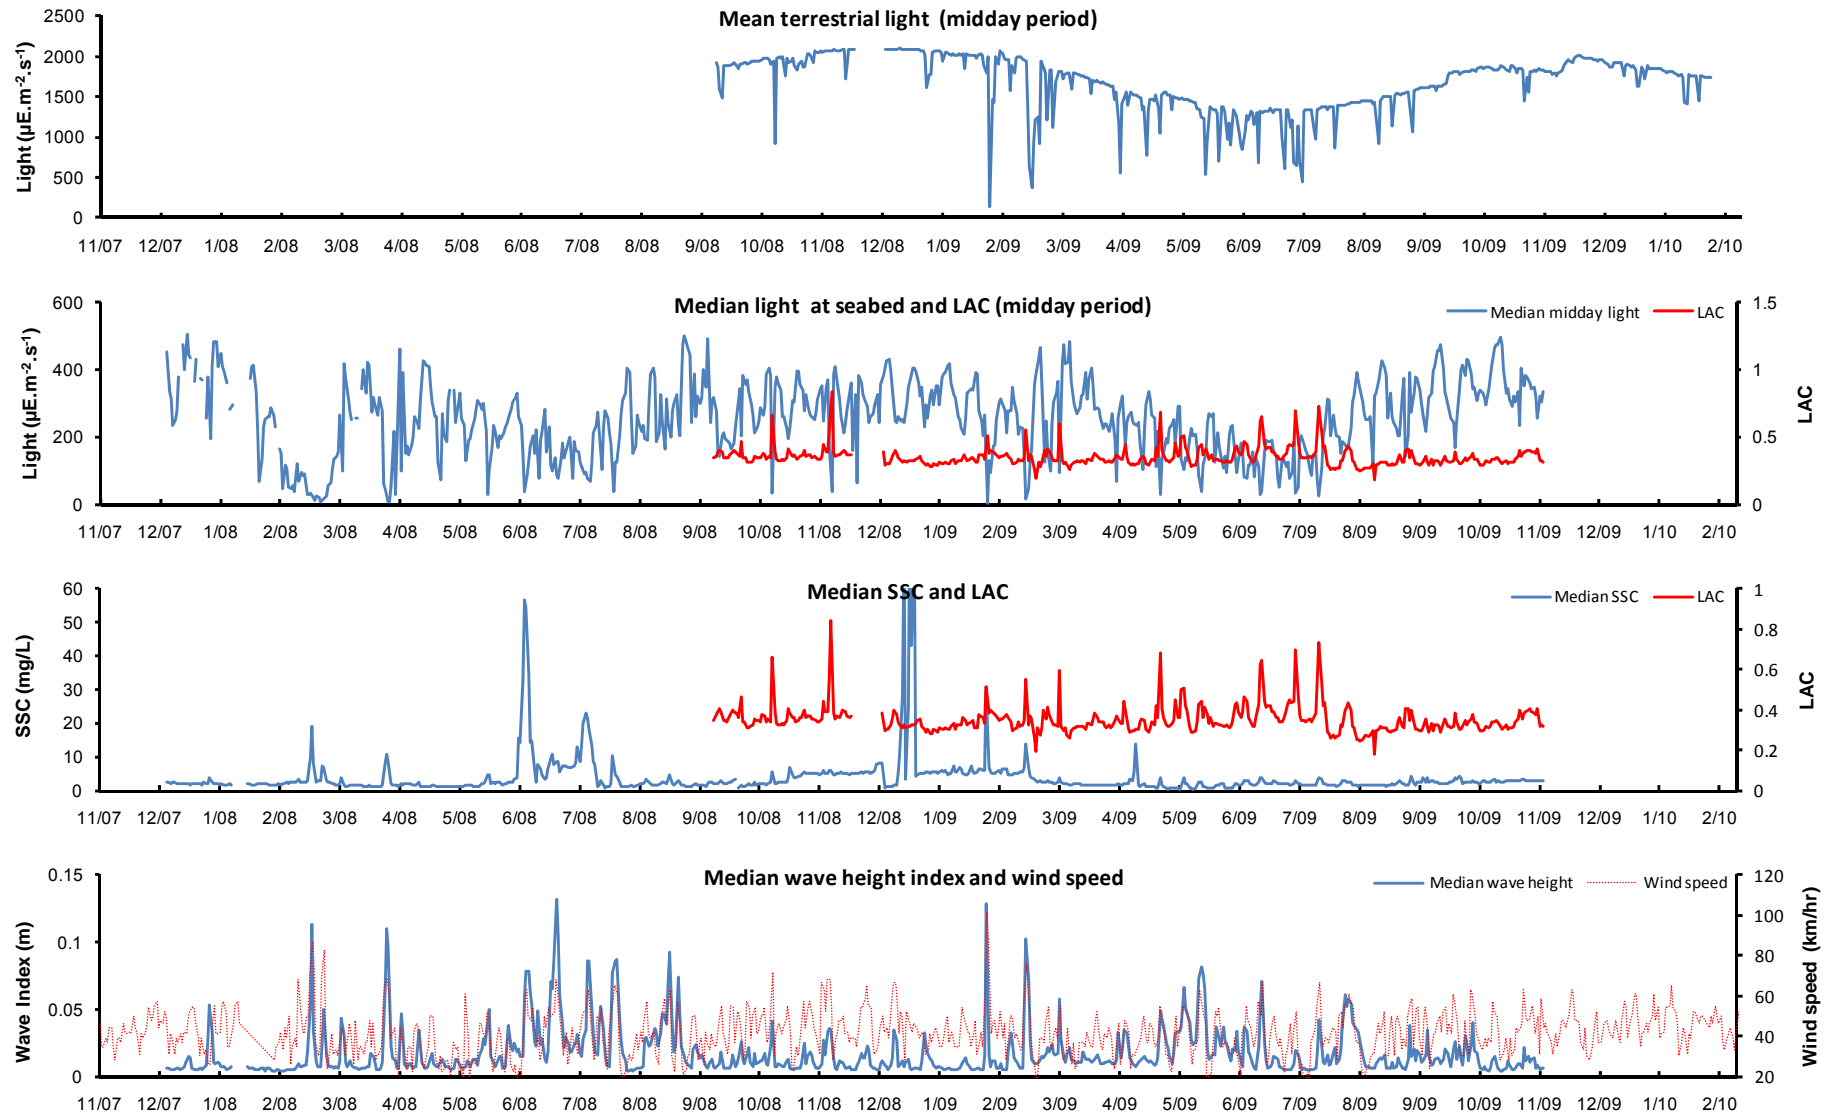 Mean terrestrial light (midday period)
Light (µE.m⁻².s⁻¹)
2500
2000
1500
1000
500
0
11/07 12/07 1/08 2/08 3/08 4/08 5/08 6/08 7/08 8/08 9/08 10/08 11/08 12/08 1/09 2/09 3/09 4/09 5/09 6/09 7/09 8/09 9/09 10/09 11/09 12/09 1/10 2/10
Median light at seabed and LAC (midday period)
Median midday light LAC
Light (µE.m⁻².s⁻¹)
600
400
200
0
1.5
1
0.5
0
LAC
11/07 12/07 1/08 2/08 3/08 4/08 5/08 6/08 7/08 8/08 9/08 10/08 11/08 12/08 1/09 2/09 3/09 4/09 5/09 6/09 7/09 8/09 9/09 10/09 11/09 12/09 1/10 2/10
Median SSC and LAC
Median SSC LAC
SSC (mg/L)
60
50
40
30
20
10
0
1
0.8
0.6
0.4
0.2
0
LAC
11/07 12/07 1/08 2/08 3/08 4/08 5/08 6/08 7/08 8/08 9/08 10/08 11/08 12/08 1/09 2/09 3/09 4/09 5/09 6/09 7/09 8/09 9/09 10/09 11/09 12/09 1/10 2/10
Median wave height index and wind speed
Median wave height Wind speed
Wave Index (m)
0.15
0.1
0.05
0
120
100
80
60
40
20
Wind speed (km/hr)
11/07 12/07 1/08 2/08 3/08 4/08 5/08 6/08 7/08 8/08 9/08 10/08 11/08 12/08 1/09 2/09 3/09 4/09 5/09 6/09 7/09 8/09 9/09 10/09 11/09 12/09 1/10 2/10